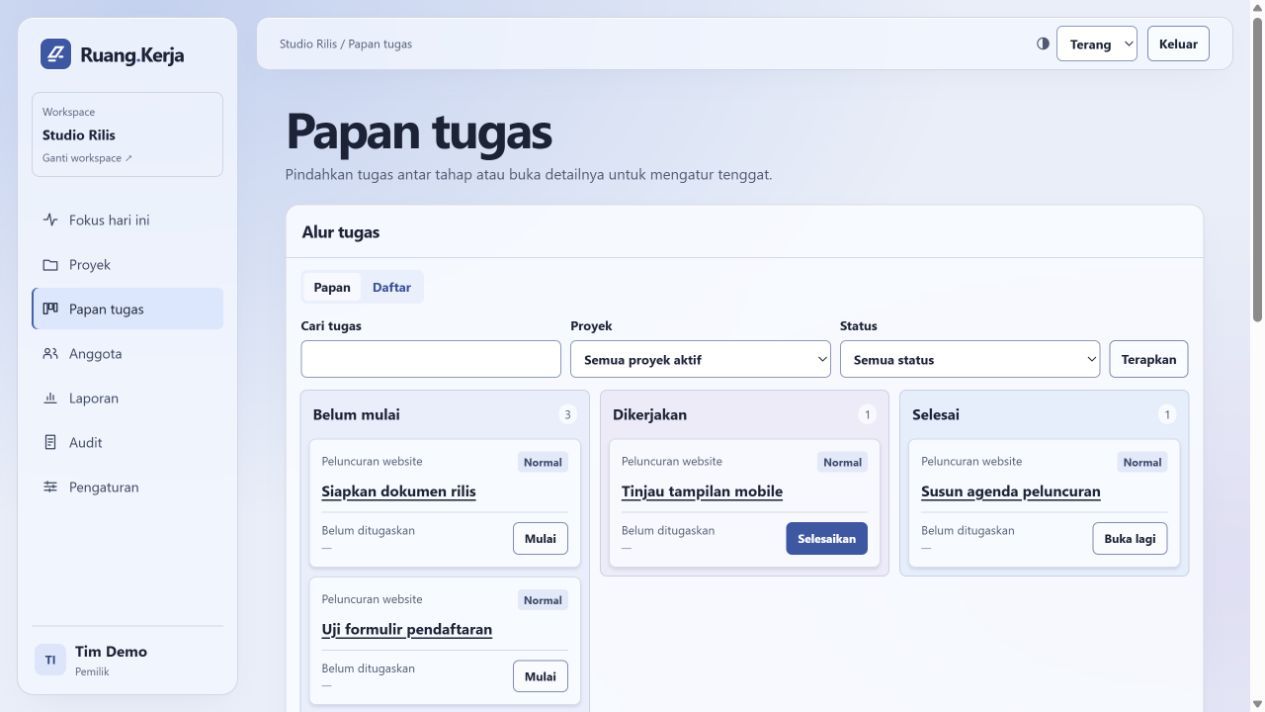 Ruang.Kerja
Workspace
Studio Rilis
Ganti workspace ↗
Fokus hari ini
Proyek
Papan tugas
Anggota
Laporan
Audit
Pengaturan
TI
Tim Demo
Pemilik
Studio Rilis / Papan tugas
Terang
Keluar
Papan tugas
Pindahkan tugas antar tahap atau buka detailnya untuk mengatur tenggat.
Alur tugas
Papan Daftar
Cari tugas
Proyek
Semua proyek aktif
Status
Semua status
Terapkan
Belum mulai 3
Peluncuran website Normal
Siapkan dokumen rilis
Belum ditugaskan
—
Mulai
Peluncuran website Normal
Uji formulir pendaftaran
Belum ditugaskan
—
Mulai
Dikerjakan 1
Peluncuran website Normal
Tinjau tampilan mobile
Belum ditugaskan
—
Selesaikan
Selesai 1
Peluncuran website Normal
Susun agenda peluncuran
Belum ditugaskan
—
Buka lagi